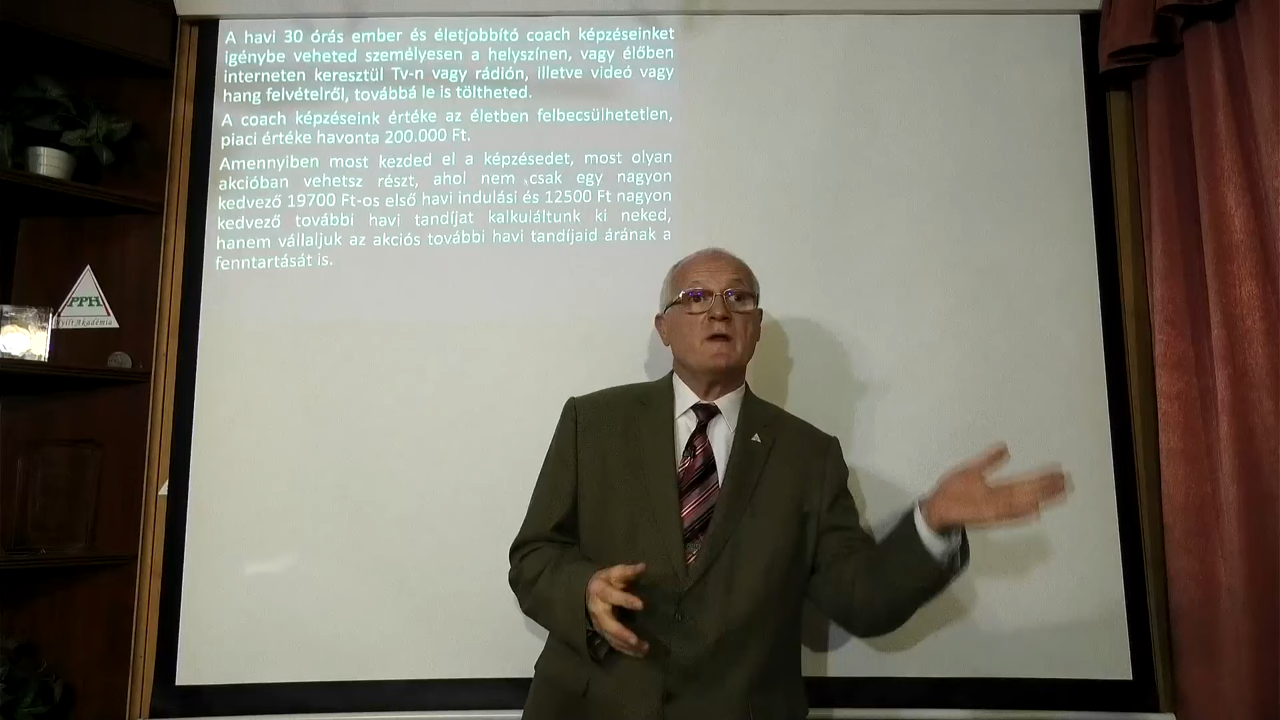 A havi 30 órás ember és életjobbító coach képzéseinket
igénybe veheted személyesen a helyszínen, vagy élőben
interneten keresztül Tv-n vagy rádión, illetve videó vagy
hang felvételről, továbbá le is töltheted.
A coach képzéseink értéke az életben felbecsülhetetlen,
piaci értéke havonta 200.000 Ft.
Amennyiben most kezded el a képzésedet, most olyan
akcióban vehetsz részt, ahol nem csak egy nagyon
kedvező 19700 Ft-os első havi indulási és 12500 Ft nagyon
kedvező további havi tandíjat kalkuláltunk ki neked,
hanem vállaljuk az akciós további havi tandíjaid árának a
fenntartását is.
PPH
Nyílt Akadémia